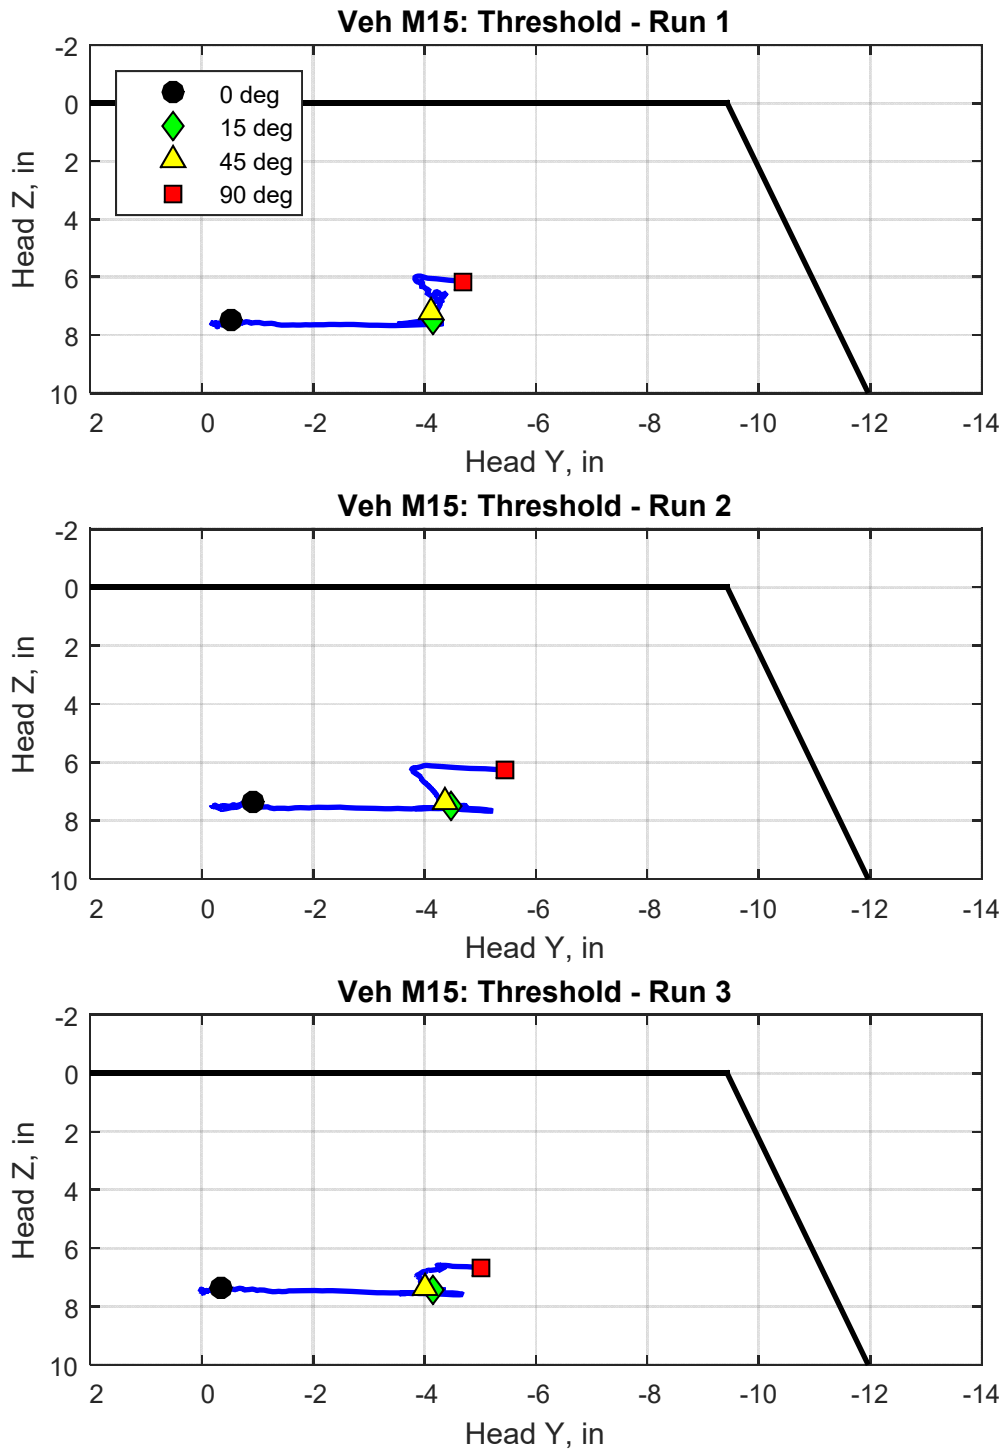 Veh M15: Threshold - Run 1
-2
0
2
4
6
8
10
Head Z, in
0 deg
15 deg
45 deg
90 deg
2 0 -2 -4 -6 -8 -10 -12 -14
Head Y, in
Veh M15: Threshold - Run 2
-2
0
2
4
6
8
10
Head Z, in
2 0 -2 -4 -6 -8 -10 -12 -14
Head Y, in
Veh M15: Threshold - Run 3
-2
0
2
4
6
8
10
Head Z, in
2 0 -2 -4 -6 -8 -10 -12 -14
Head Y, in